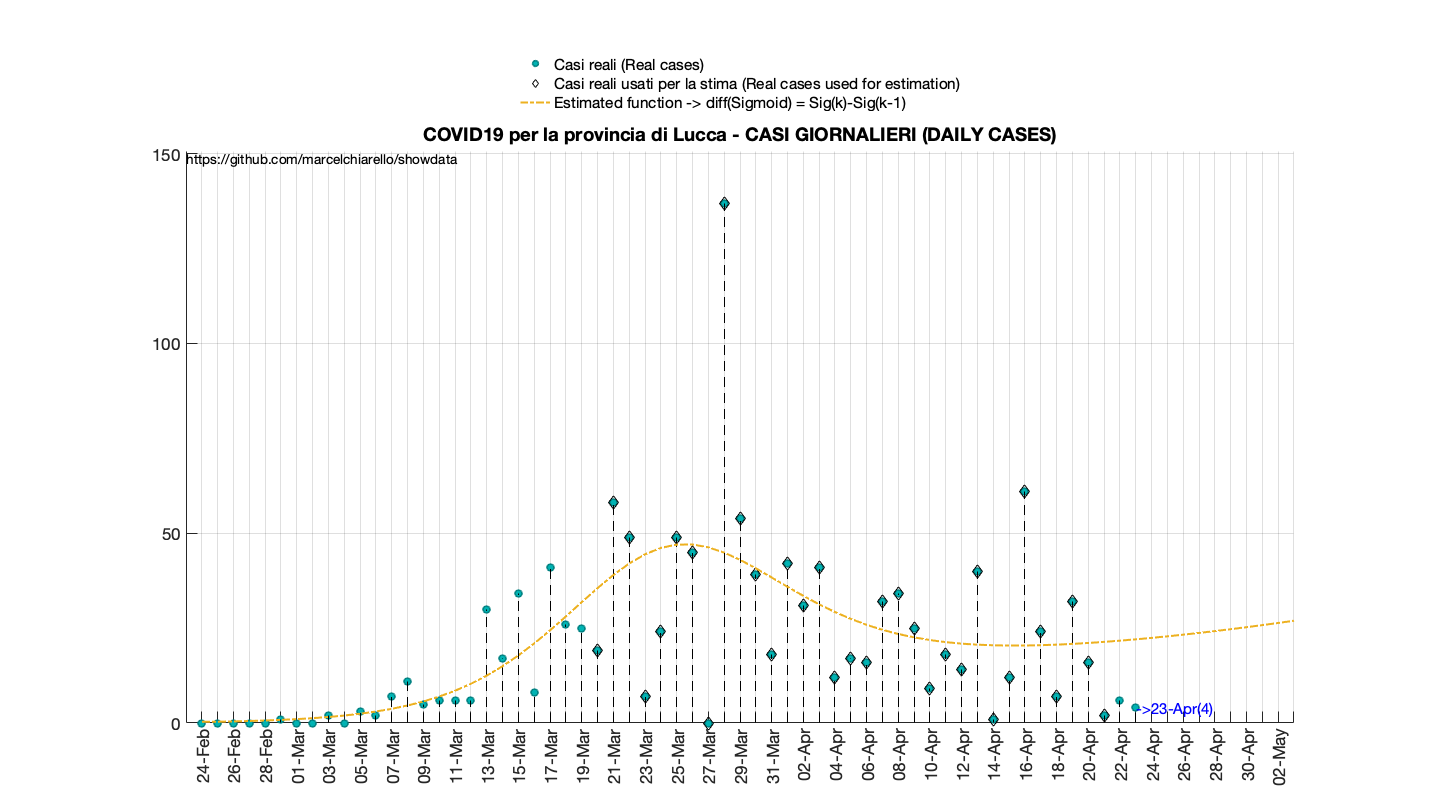 Casi reali (Real cases)
Casi reali usati per la stima (Real cases used for estimation)
Estimated function -> diff(Sigmoid) = Sig(k)-Sig(k-1)
COVID19 per la provincia di Lucca - CASI GIORNALIERI (DAILY CASES)
https://github.com/marcelchiarello/showdata
150
100
50
0
->23-Apr(4)
24-Feb
26-Feb
28-Feb
01-Mar
03-Mar
05-Mar
07-Mar
09-Mar
11-Mar
13-Mar
15-Mar
17-Mar
19-Mar
21-Mar
23-Mar
25-Mar
27-Mar
29-Mar
31-Mar
02-Apr
04-Apr
06-Apr
08-Apr
10-Apr
12-Apr
14-Apr
16-Apr
18-Apr
20-Apr
22-Apr
24-Apr
26-Apr
28-Apr
30-Apr
02-May